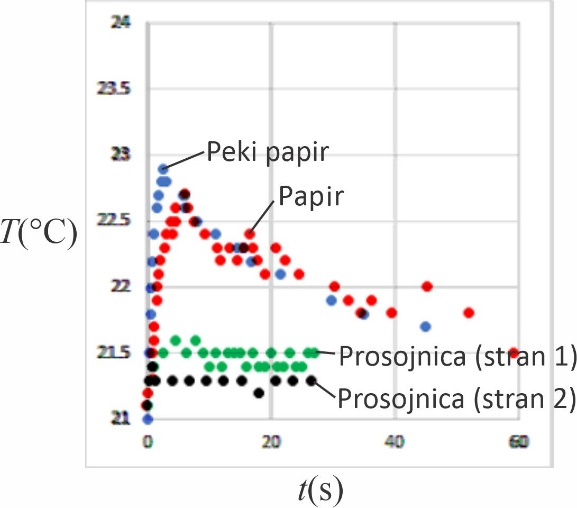 24
23.5
23
Peki papir
Papir
22.5
T(°C)
22
21.5
Prosojnica (stran 1)
Prosojnica (stran 2)
21
0
20
40
60
t(s)